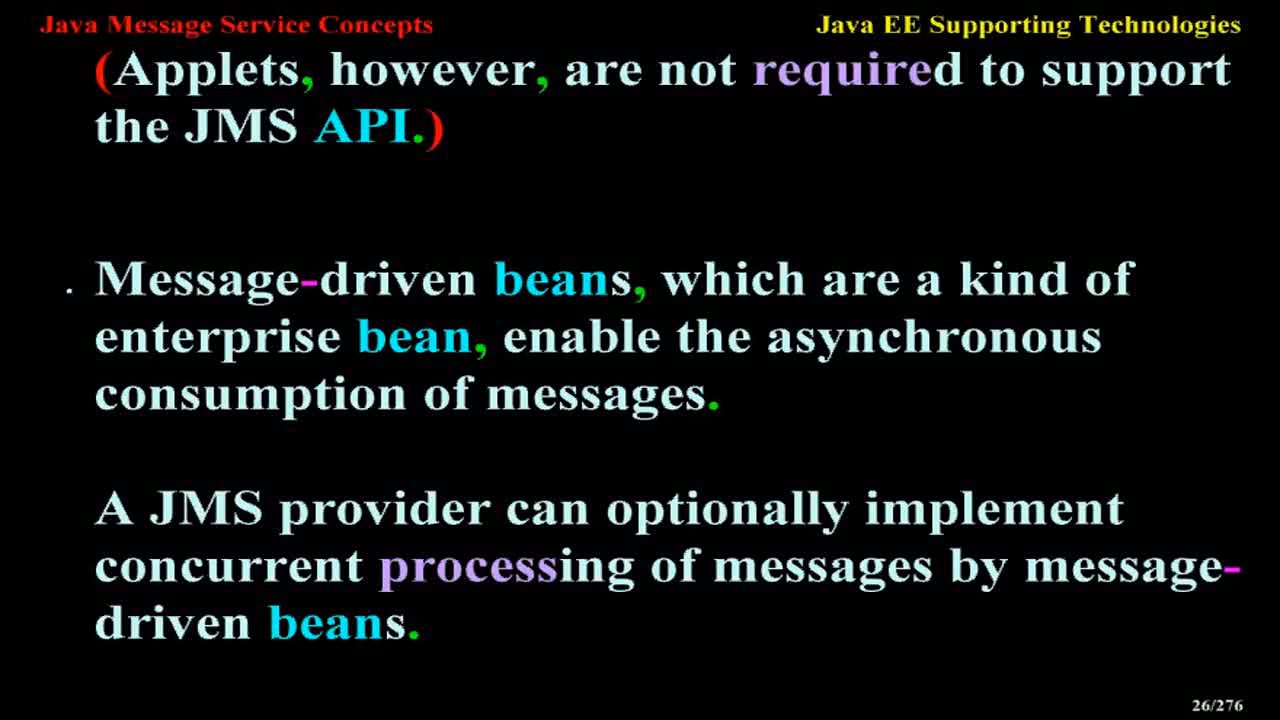 Java Message Service Concepts
Java EE Supporting Technologies
(Applets, however, are not required to support
the JMS API.)
. Message-driven beans, which are a kind of
enterprise bean, enable the asynchronous
consumption of messages.
A JMS provider can optionally implement
concurrent processing of messages by message-
driven beans.
26/276